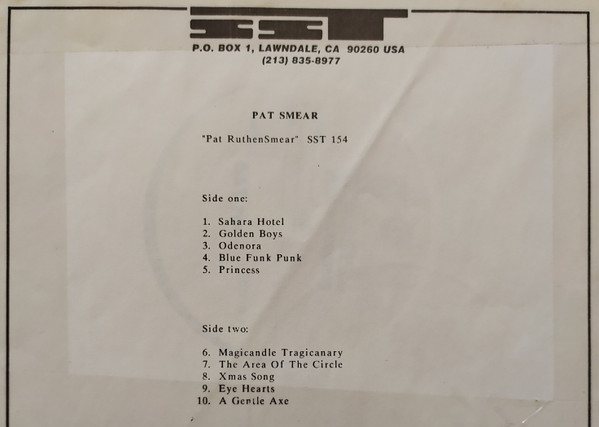 SST
P.O. BOX 1, LAWNDALE, CA 90260 USA
(213) 835-8977
PAT SMEAR
"Pat RuthenSmear" SST 154
Side one:
1. Sahara Hotel
2. Golden Boys
3. Odenora
4. Blue Funk Punk
5. Princess
Side two:
6. Magicandle Tragicanary
7. The Area Of The Circle
8. Xmas Song
9. Eye Hearts
10. A Gentle Axe